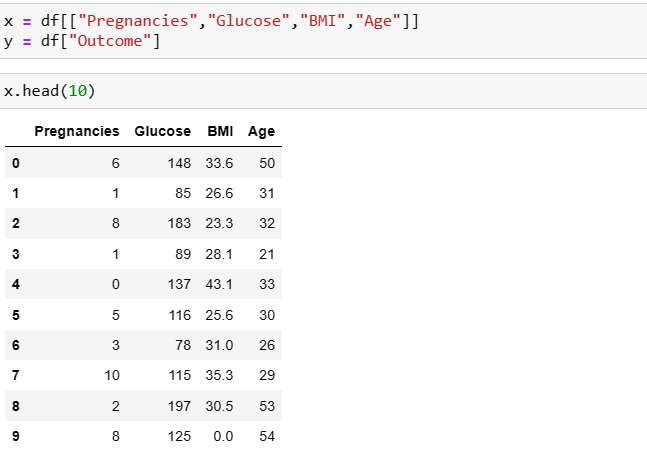 x = df[["Pregnancies","Glucose","BMI","Age"]]
y = df["Outcome"]
x.head(10)
Pregnancies Glucose BMI Age
0 6 148 33.6 50
1 1 85 26.6 31
2 8 183 23.3 32
3 1 89 28.1 21
4 0 137 43.1 33
5 5 116 25.6 30
6 3 78 31.0 26
7 10 115 35.3 29
8 2 197 30.5 53
9 8 125 0.0 54